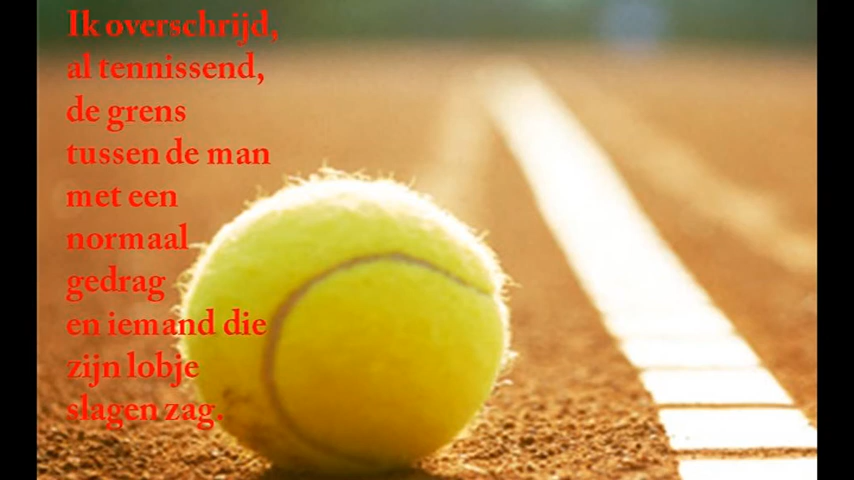 Ik overschrijd,
al tennissend,
de grens
tussen de man
met een
normaal
gedrag
en iemand die
zijn lobje
slagen zag.